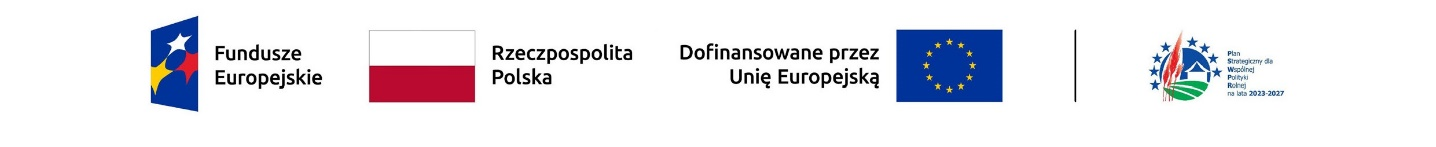 Fundusze
Europejskie
Rzeczpospolita
Polska
Dofinansowane przez
Unię Europejską
Plan
Strategiczny dla
Wspólnej
Polityki
Rolnej
na lata 2023-2027